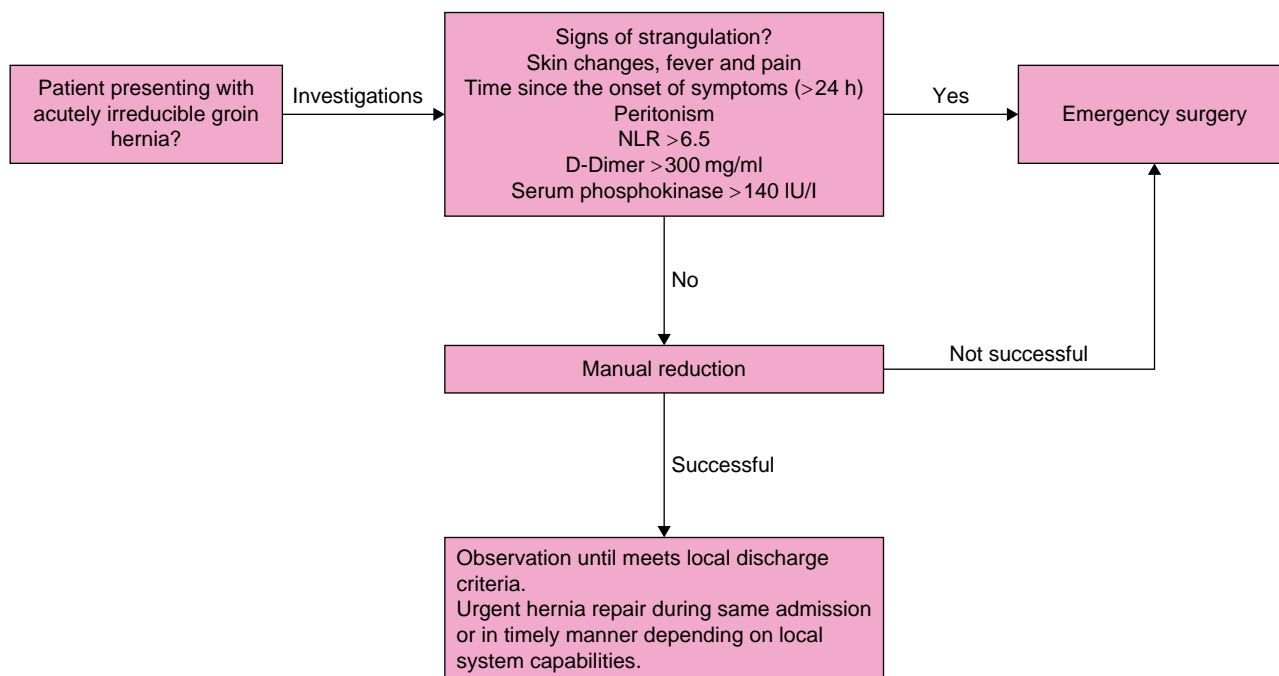 Patient presenting with
acutely irreducible groin
hernia?
Investigations
Signs of strangulation?
Skin changes, fever and pain
Time since the onset of symptoms (>24 h)
Peritonism
NLR >6.5
D-Dimer >300 mg/ml
Serum phosphokinase >140 IU/l
Yes
Emergency surgery
No
Manual reduction
Not successful
Successful
Observation until meets local discharge
criteria.
Urgent hernia repair during same admission
or in timely manner depending on local
system capabilities.